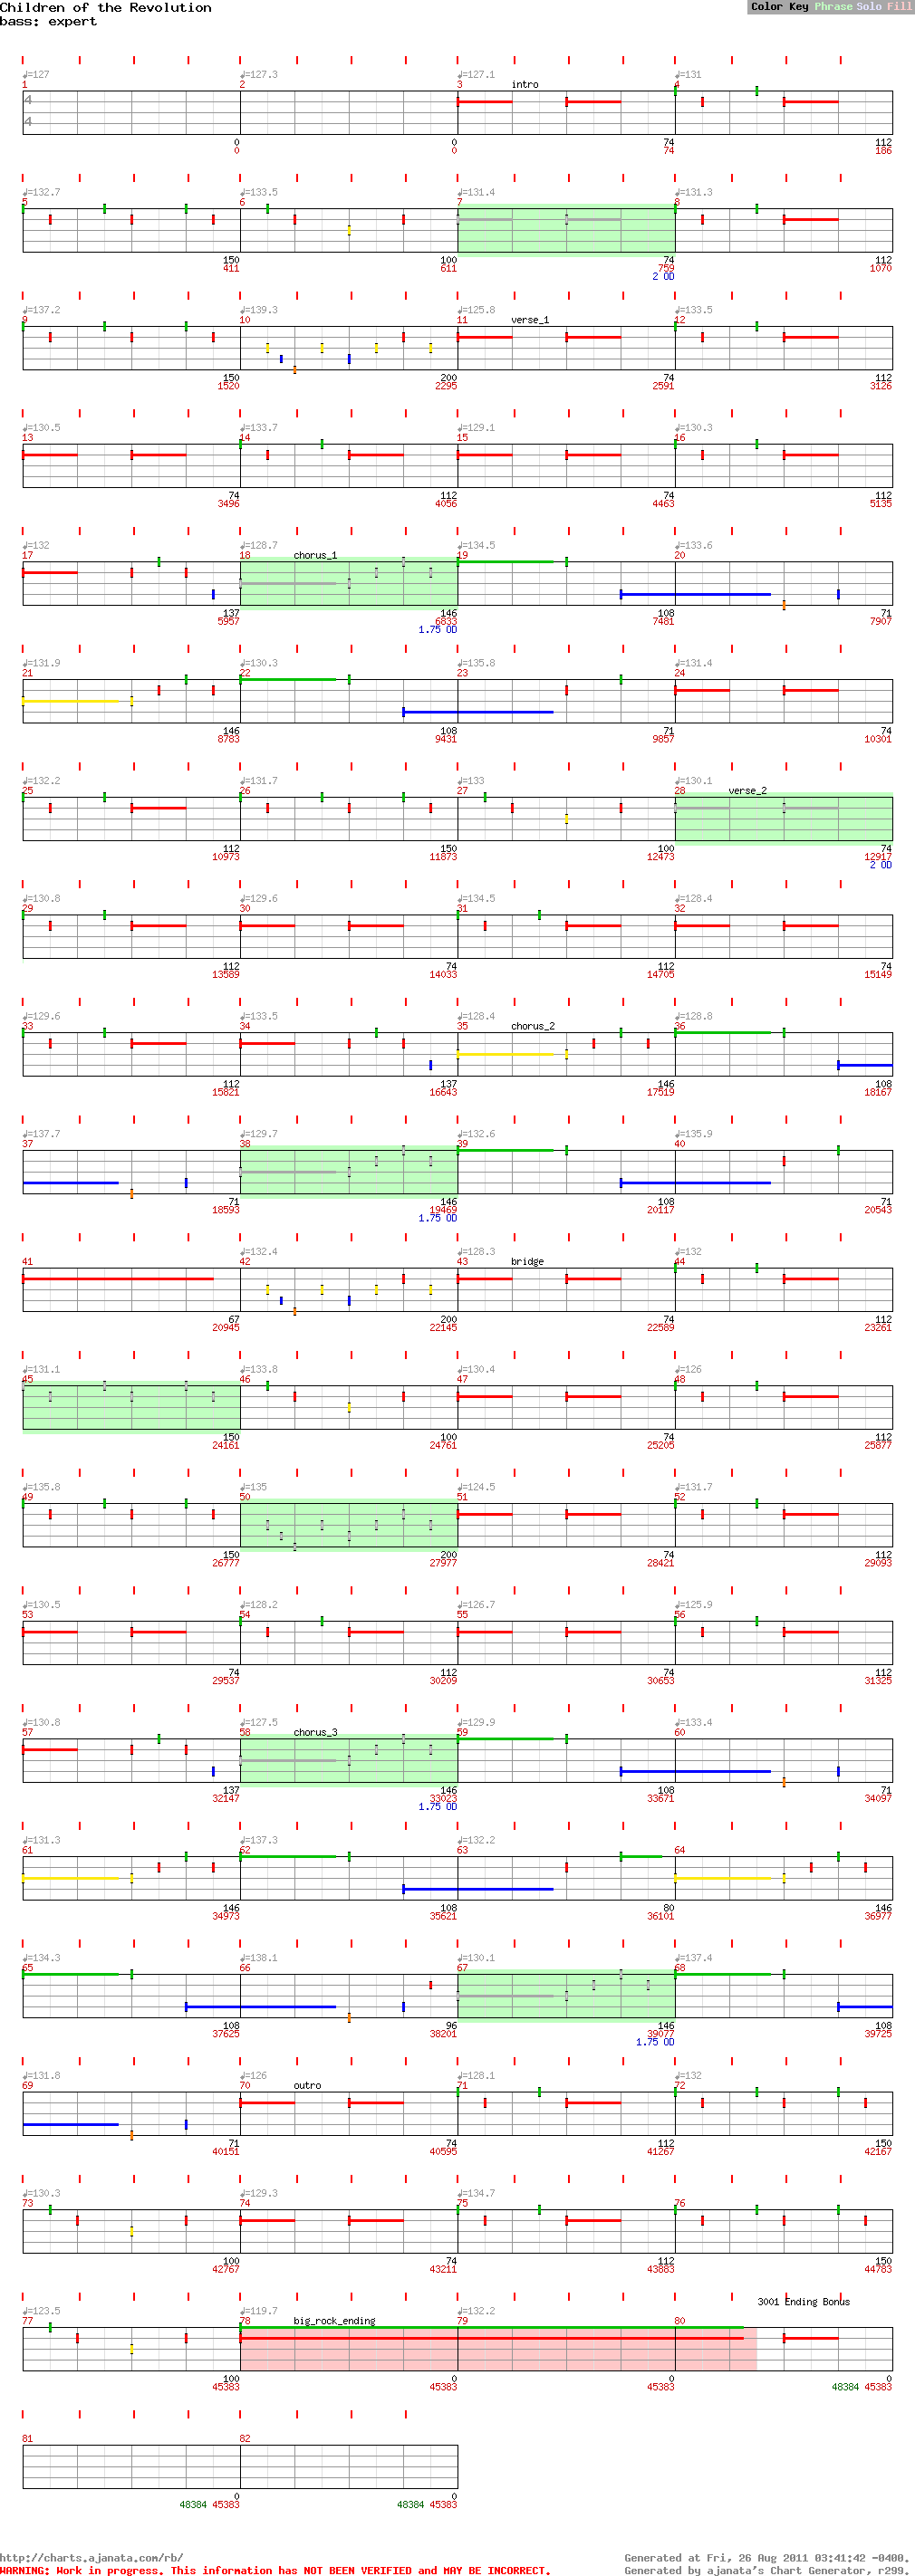 Children of the Revolution
Color Key Phrase Solo Fill
bass: expert
♩=127 ♩=127.3 ♩=127.1 ♩=131
1 2 3 intro 4
4
4
0 0 74 112
0 0 74 186
♩=132.7 ♩=133.5 ♩=131.4 ♩=131.3
5 6 7 8
150 100 74 112
411 611 759 1070
2 OD
♩=137.2 ♩=139.3 ♩=125.8 ♩=133.5
9 10 11 verse_1 12
150 200 74 112
1520 2295 2591 3126
♩=130.5 ♩=133.7 ♩=129.1 ♩=130.3
13 14 15 16
74 112 74 112
3496 4056 4463 5135
♩=132 ♩=128.7 ♩=134.5 ♩=133.6
17 18 chorus_1 19 20
137 146 108 71
5957 6833 7481 7907
1.75 OD
♩=131.9 ♩=130.3 ♩=135.8 ♩=131.4
21 22 23 24
146 108 71 74
8783 9431 9857 10301
♩=132.2 ♩=131.7 ♩=133 ♩=130.1
25 26 27 28 verse_2
112 150 100 74
10973 11873 12473 12917
2 OD
♩=130.8 ♩=129.6 ♩=134.5 ♩=128.4
29 30 31 32
112 74 112 74
13589 14033 14705 15149
♩=129.6 ♩=133.5 ♩=128.4 ♩=128.8
33 34 35 chorus_2 36
112 137 146 108
15821 16643 17519 18167
♩=137.7 ♩=129.7 ♩=132.6 ♩=135.9
37 38 39 40
71 146 108 71
18593 19469 20117 20543
1.75 OD
♩=132.4 ♩=128.3 ♩=132
41 42 43 bridge 44
67 200 74 112
20945 22145 22589 23261
♩=131.1 ♩=133.8 ♩=130.4 ♩=126
45 46 47 48
150 100 74 112
24161 24761 25205 25877
♩=135.8 ♩=135 ♩=124.5 ♩=131.7
49 50 51 52
150 200 74 112
26777 27977 28421 29093
♩=130.5 ♩=128.2 ♩=126.7 ♩=125.9
53 54 55 56
74 112 74 112
29537 30209 30653 31325
♩=130.8 ♩=127.5 ♩=129.9 ♩=133.4
57 58 chorus_3 59 60
137 146 108 71
32147 33023 33671 34097
1.75 OD
♩=131.3 ♩=137.3 ♩=132.2
61 62 63 64
146 108 80 146
34973 35621 36101 36977
♩=134.3 ♩=138.1 ♩=130.1 ♩=137.4
65 66 67 68
108 96 146 108
37625 38201 39077 39725
1.75 OD
♩=131.8 ♩=126 ♩=128.1 ♩=132
69 70 outro 71 72
71 74 112 150
40151 40595 41267 42167
♩=130.3 ♩=129.3 ♩=134.7
73 74 75 76
100 74 112 150
42767 43211 43883 44783
3001 Ending Bonus
♩=123.5 ♩=119.7 ♩=132.2
77 78 big_rock_ending 79 80
100 0 0 0
45383 45383 45383 48384 45383
81 82
0 0
48384 45383 48384 45383
http://charts.ajanata.com/rb/
Generated at Fri, 26 Aug 2011 03:41:42 -0400.
WARNING: Work in progress. This information has NOT BEEN VERIFIED and MAY BE INCORRECT.
Generated by ajanata's Chart Generator, r299.